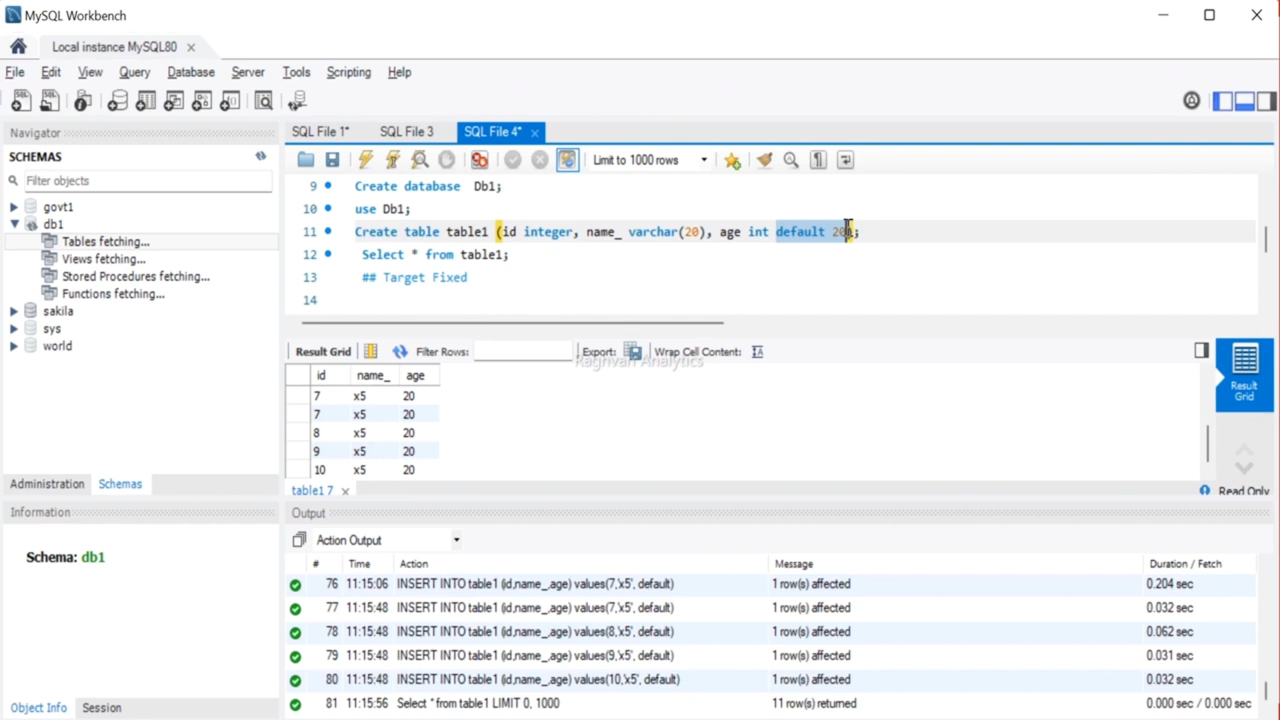 MySQL Workbench
Local instance MySQL80
File Edit View Query Database Server Tools Scripting Help
Navigator
SCHEMAS
Filter objects
govt1
db1
Tables fetching...
Views fetching...
Stored Procedures fetching...
Functions fetching...
sakila
sys
world
Administration Schemas
Information
Schema: db1
Object Info Session
SQL File 1* SQL File 3 SQL File 4*
Limit to 1000 rows
9 Create database Db1;
10 use Db1;
11 Create table table1 (id integer, name_ varchar(20), age int default 20);
12 Select * from table1;
13 ## Target Fixed
14
Result Grid Filter Rows: Export: Wrap Cell Content:
Raghvan Analytics
id name_ age
7 x5 20
7 x5 20
8 x5 20
9 x5 20
10 x5 20
Result Grid
table1 7 Read Only
Output
Action Output
# Time Action Message Duration / Fetch
76 11:15:06 INSERT INTO table1 (id,name_,age) values(7,'x5', default) 1 row(s) affected 0.204 sec
77 11:15:48 INSERT INTO table1 (id,name_,age) values(7,'x5', default) 1 row(s) affected 0.032 sec
78 11:15:48 INSERT INTO table1 (id,name_,age) values(8,'x5', default) 1 row(s) affected 0.062 sec
79 11:15:48 INSERT INTO table1 (id,name_,age) values(9,'x5', default) 1 row(s) affected 0.031 sec
80 11:15:48 INSERT INTO table1 (id,name_,age) values(10,'x5', default) 1 row(s) affected 0.032 sec
81 11:15:56 Select * from table1 LIMIT 0, 1000 11 row(s) returned 0.000 sec / 0.000 sec